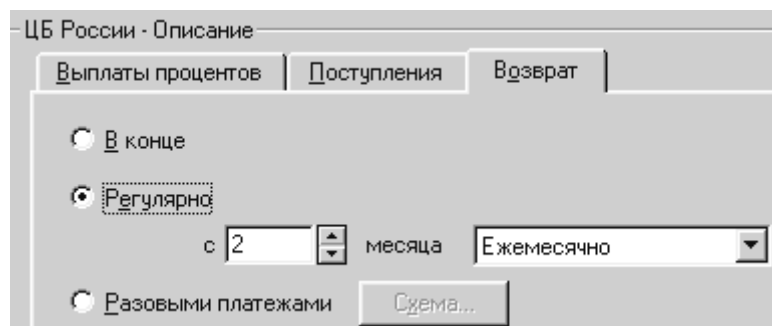 ЦБ России - Описание
Выплаты процентов Поступления Возврат
В конце
Регулярно
с 2 месяца Ежемесячно
Разовыми платежами Схема...